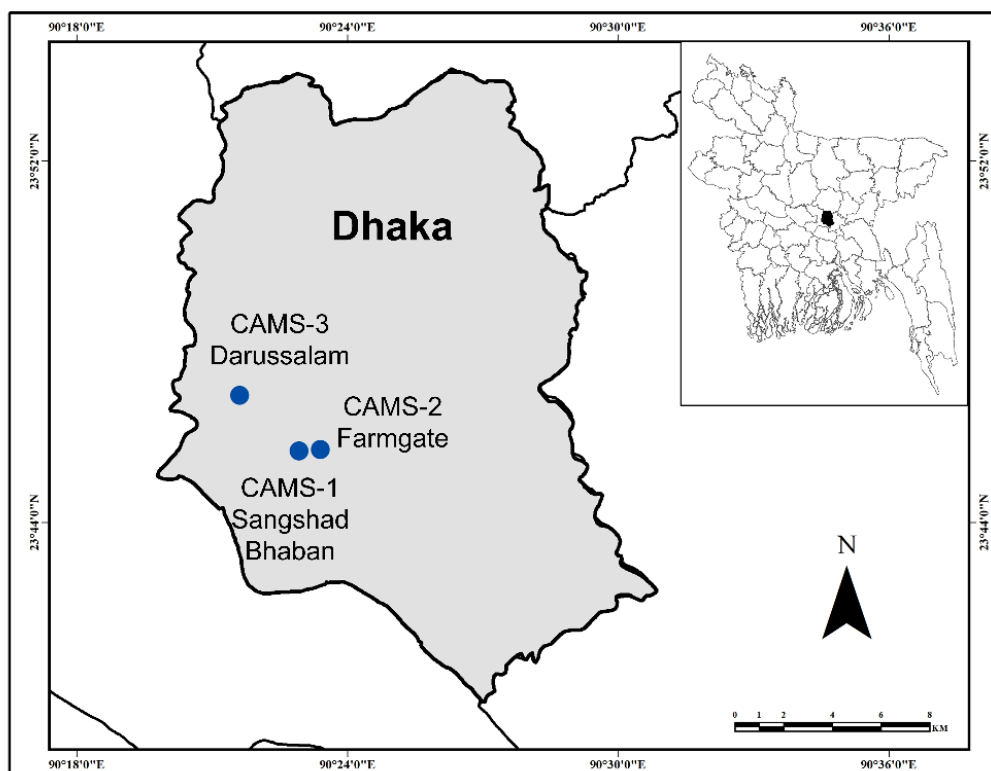 90°18'0"E 90°24'0"E 90°30'0"E 90°36'0"E
23°52'0"N 23°52'0"N
Dhaka
CAMS-3
Darussalam
CAMS-2
Farmgate
CAMS-1
Sangshad
Bhaban
23°44'0"N 23°44'0"N
N
0 1 2 4 6 8
KM
90°18'0"E 90°24'0"E 90°30'0"E 90°36'0"E